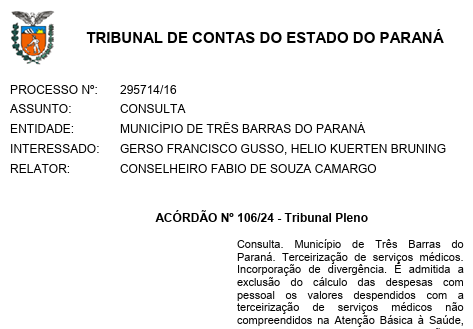 TRIBUNAL DE CONTAS DO ESTADO DO PARANÁ
PROCESSO Nº: 295714/16
ASSUNTO: CONSULTA
ENTIDADE: MUNICÍPIO DE TRÊS BARRAS DO PARANÁ
INTERESSADO: GERSO FRANCISCO GUSSO, HELIO KUERTEN BRUNING
RELATOR: CONSELHEIRO FABIO DE SOUZA CAMARGO
ACÓRDÃO Nº 106/24 - Tribunal Pleno
Consulta. Município de Três Barras do
Paraná. Terceirização de serviços médicos.
Incorporação de divergência. É admitida a
exclusão do cálculo das despesas com
pessoal os valores despendidos com a
terceirização de serviços médicos não
compreendidos na Atenção Básica à Saúde,